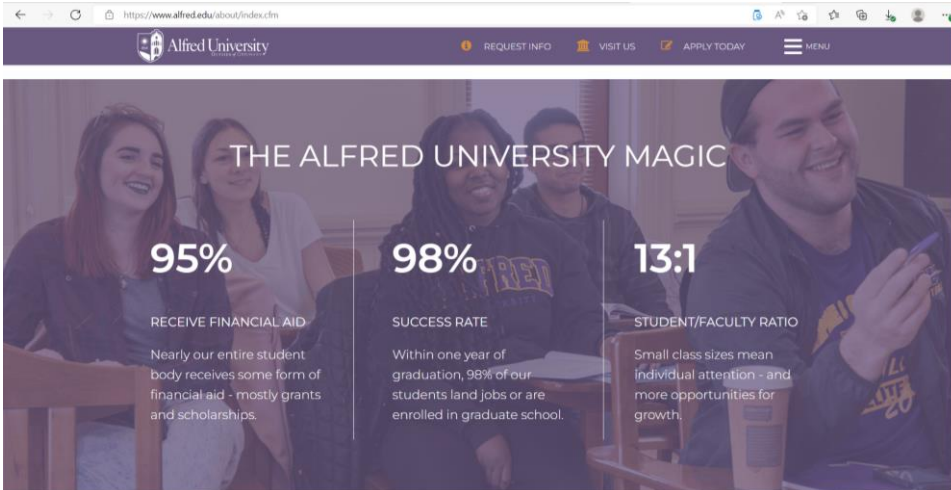 https://www.alfred.edu/about/index.cfm
Alfred University
REQUEST INFO
VISIT US
APPLY TODAY
MENU
THE ALFRED UNIVERSITY MAGIC
95%
RECEIVE FINANCIAL AID
Nearly our entire student
body receives some form of
financial aid - mostly grants
and scholarships.
98%
SUCCESS RATE
Within one year of
graduation, 98% of our
students land jobs or are
enrolled in graduate school.
13:1
STUDENT/FACULTY RATIO
Small class sizes mean
individual attention - and
more opportunities for
growth.